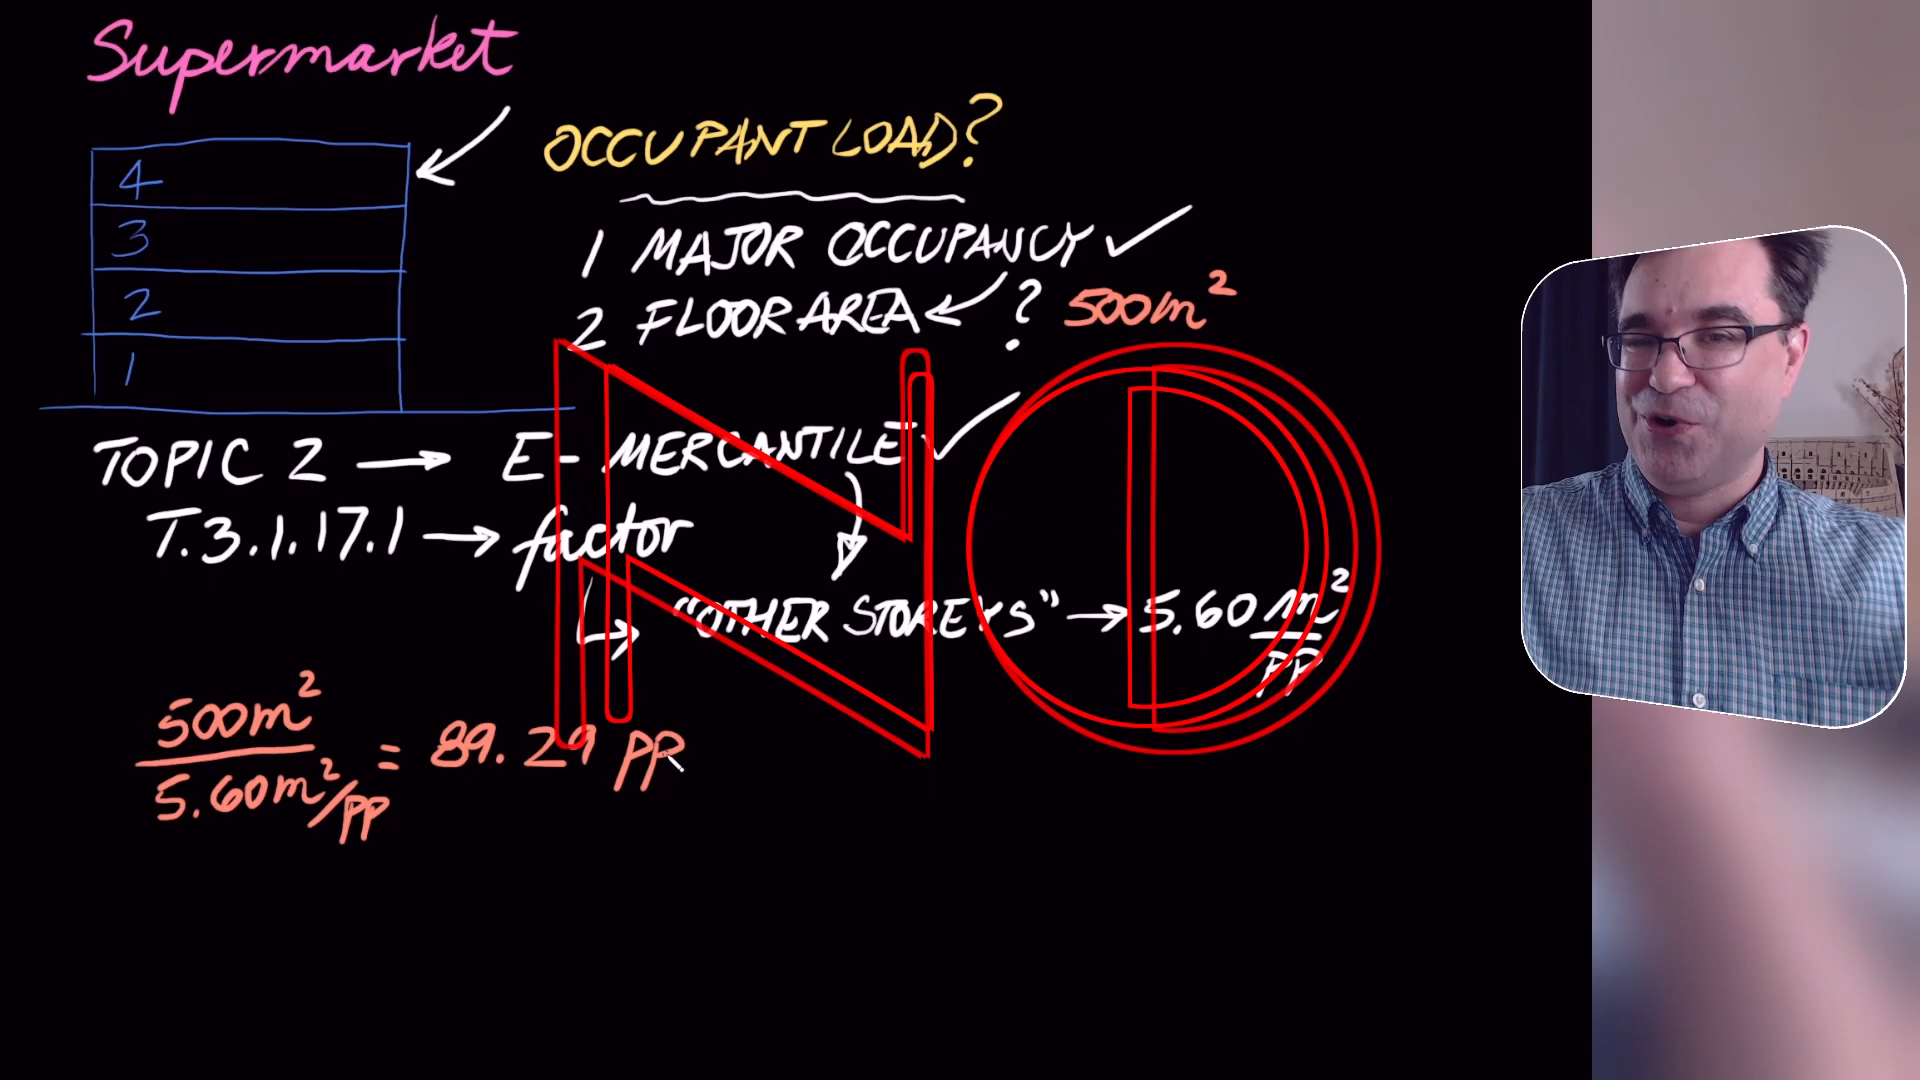 Supermarket
OCCUPANT LOAD?
4
3
2
1
1 MAJOR OCCUPANCY ✓
2 FLOOR AREA ← ? 500m²
TOPIC 2 → E - MERCANTILE ✓
T.3.1.17.1 → factor
"OTHER STOREYS" → 5.60 m²/PP
500m²/5.60m²/PP = 89.29 PP
NO